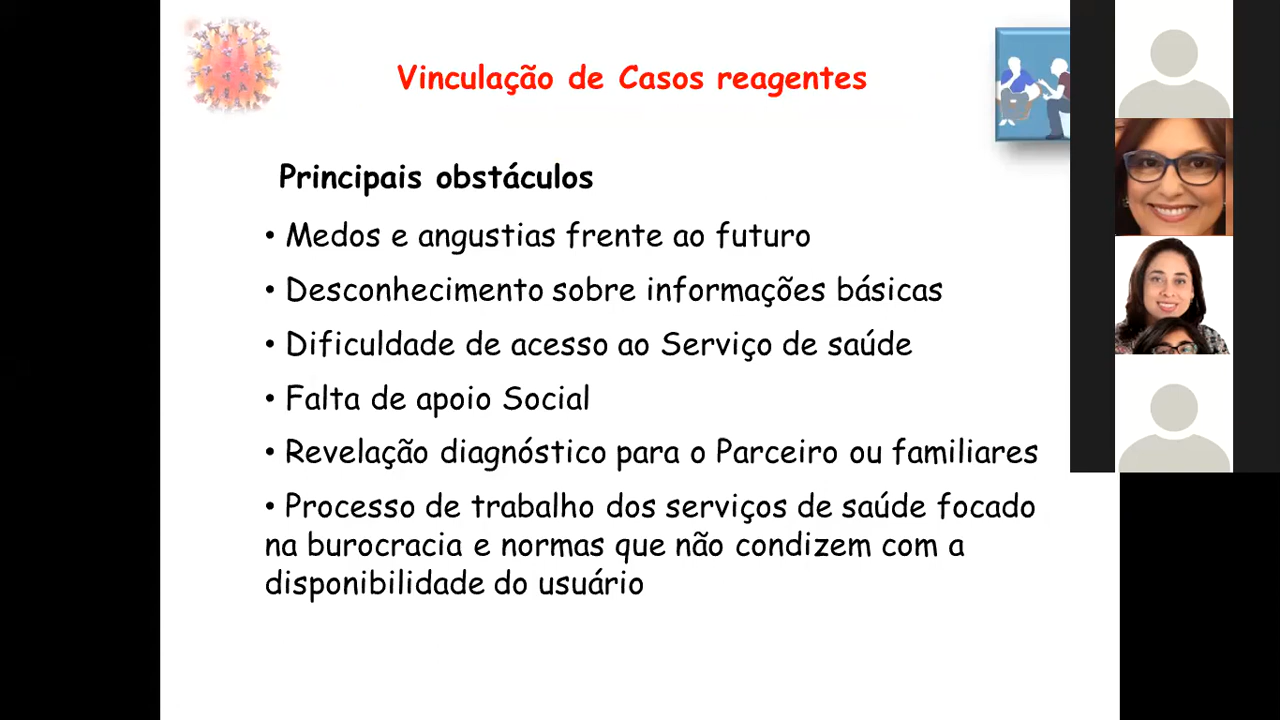 Vinculação de Casos reagentes
Principais obstáculos
• Medos e angustias frente ao futuro
• Desconhecimento sobre informações básicas
• Dificuldade de acesso ao Serviço de saúde
• Falta de apoio Social
• Revelação diagnóstico para o Parceiro ou familiares
• Processo de trabalho dos serviços de saúde focado
na burocracia e normas que não condizem com a
disponibilidade do usuário